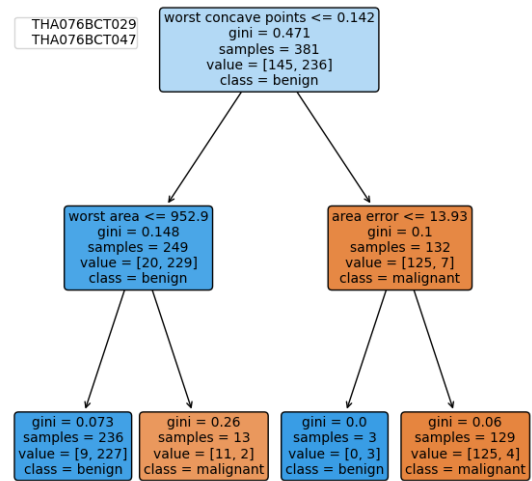 THA076BCT029
THA076BCT047
worst concave points <= 0.142
gini = 0.471
samples = 381
value = [145, 236]
class = benign
worst area <= 952.9
gini = 0.148
samples = 249
value = [20, 229]
class = benign
area error <= 13.93
gini = 0.1
samples = 132
value = [125, 7]
class = malignant
gini = 0.073
samples = 236
value = [9, 227]
class = benign
gini = 0.26
samples = 13
value = [11, 2]
class = malignant
gini = 0.0
samples = 3
value = [0, 3]
class = benign
gini = 0.06
samples = 129
value = [125, 4]
class = malignant